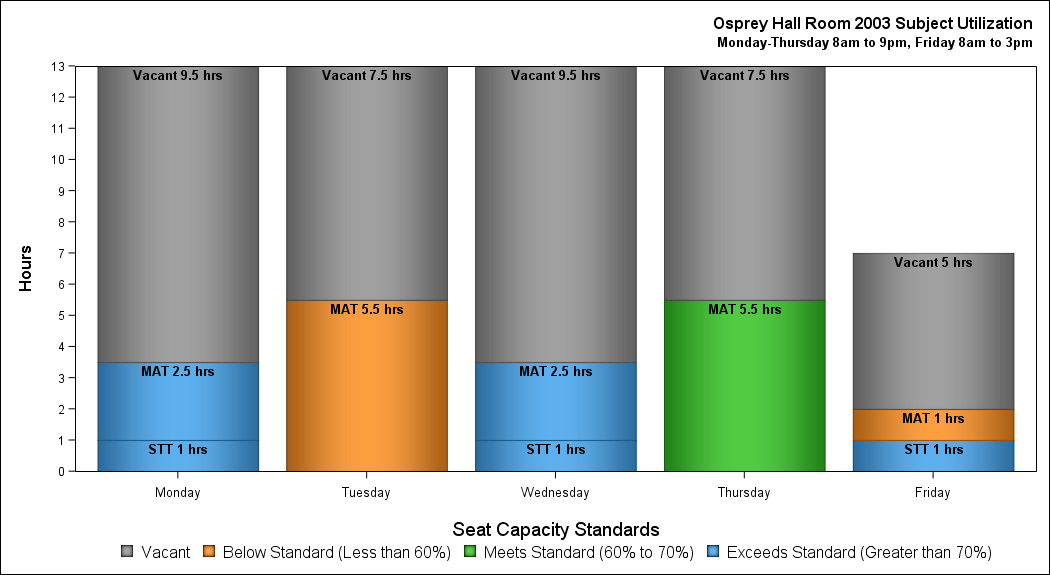 Osprey Hall Room 2003 Subject Utilization
Monday-Thursday 8am to 9pm, Friday 8am to 3pm
Hours
13
12
11
10
9
8
7
6
5
4
3
2
1
0
Vacant 9.5 hrs
MAT 2.5 hrs
STT 1 hrs
Vacant 7.5 hrs
MAT 5.5 hrs
Vacant 9.5 hrs
MAT 2.5 hrs
STT 1 hrs
Vacant 7.5 hrs
MAT 5.5 hrs
Vacant 5 hrs
MAT 1 hrs
STT 1 hrs
Monday Tuesday Wednesday Thursday Friday
Seat Capacity Standards
Vacant Below Standard (Less than 60%) Meets Standard (60% to 70%) Exceeds Standard (Greater than 70%)